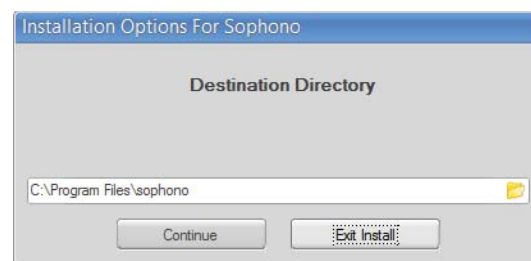 Installation Options For Sophono
Destination Directory
C:\Program Files\sophono
Continue
Exit Install